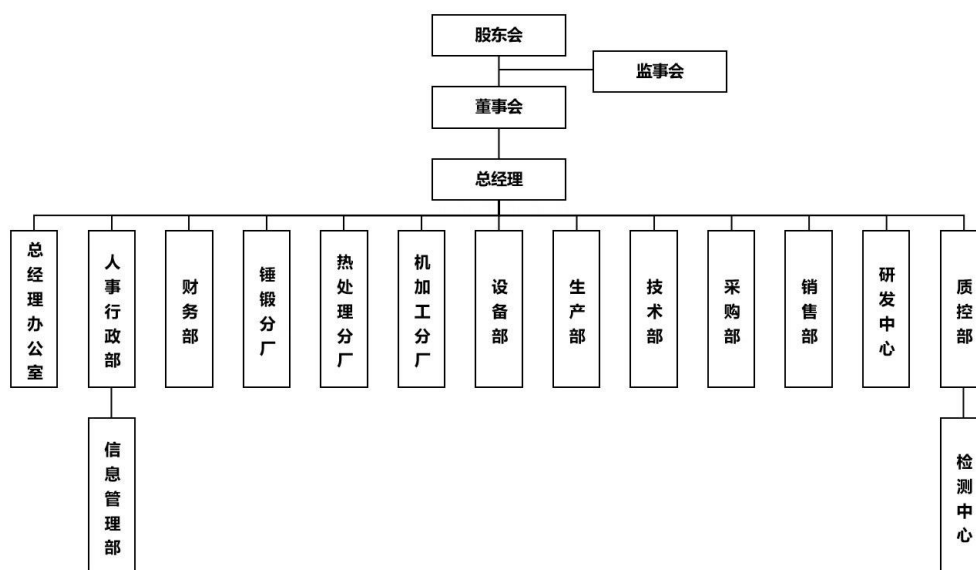 股东会
监事会
董事会
总经理
总经理办公室
人事行政部
财务部
锤锻分厂
热处理分厂
机加工分厂
设备部
生产部
技术部
采购部
销售部
研发中心
质控部
信息管理部
检测中心